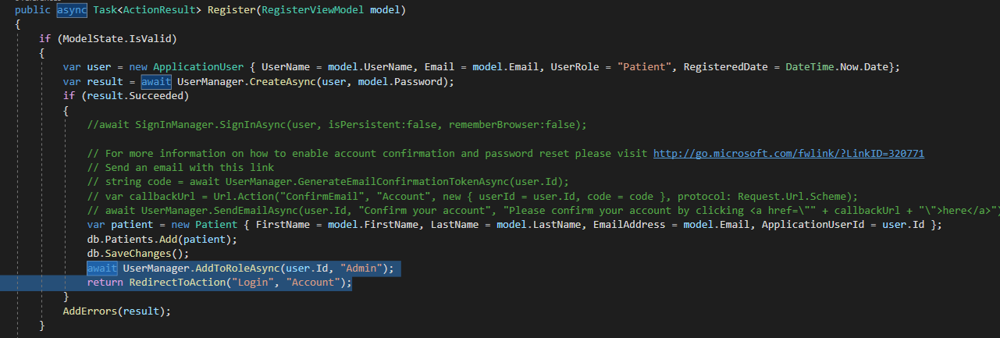 public async Task<ActionResult> Register(RegisterViewModel model)
{
if (ModelState.IsValid)
{
var user = new ApplicationUser { UserName = model.UserName, Email = model.Email, UserRole = "Patient", RegisteredDate = DateTime.Now.Date};
var result = await UserManager.CreateAsync(user, model.Password);
if (result.Succeeded)
{
//await SignInManager.SignInAsync(user, isPersistent:false, rememberBrowser:false);
// For more information on how to enable account confirmation and password reset please visit http://go.microsoft.com/fwlink/?LinkID=320771
// Send an email with this link
// string code = await UserManager.GenerateEmailConfirmationTokenAsync(user.Id);
// var callbackUrl = Url.Action("ConfirmEmail", "Account", new { userId = user.Id, code = code }, protocol: Request.Url.Scheme);
// await UserManager.SendEmailAsync(user.Id, "Confirm your account", "Please confirm your account by clicking <a href=\"" + callbackUrl + "\">here</a>")
var patient = new Patient { FirstName = model.FirstName, LastName = model.LastName, EmailAddress = model.Email, ApplicationUserId = user.Id };
db.Patients.Add(patient);
db.SaveChanges();
await UserManager.AddToRoleAsync(user.Id, "Admin");
return RedirectToAction("Login", "Account");
}
AddErrors(result);
}